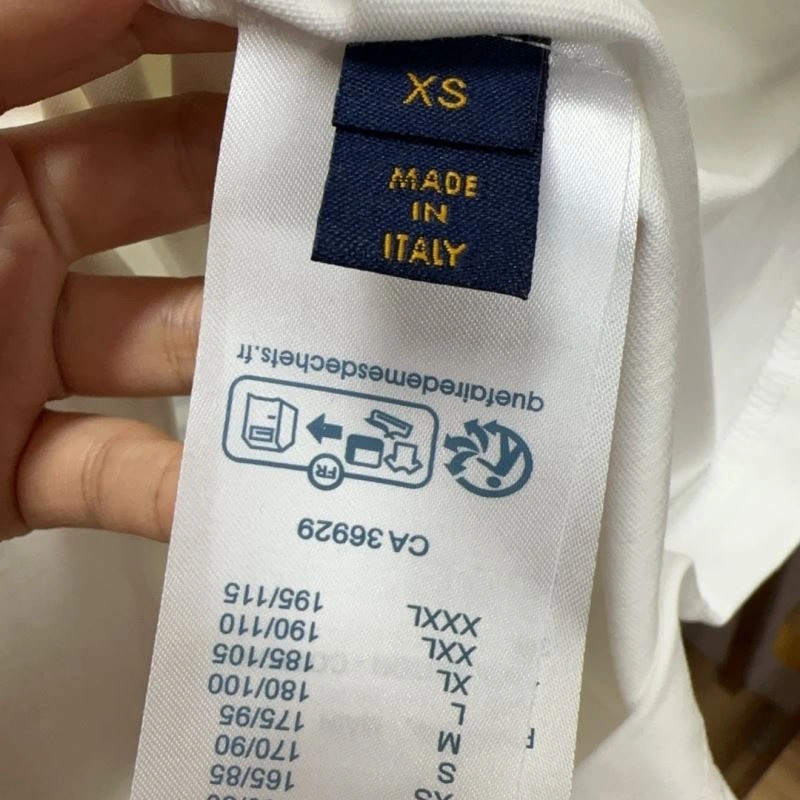 XS
MADE
IN
ITALY
XS 165/85
S 170/90
M 175/95
L 180/100
XL 185/105
XXL 190/110
XXXL 195/115
CA 36929
FR
quefairedemesdechets.fr